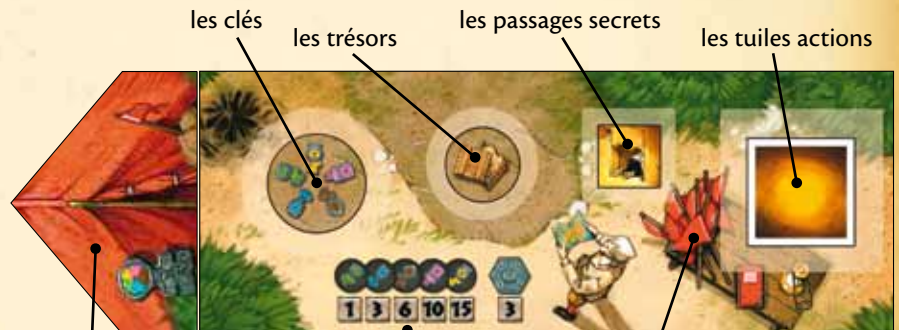 les clés
les trésors
les passages secrets
les tuiles actions
1 3 6 10 15 3